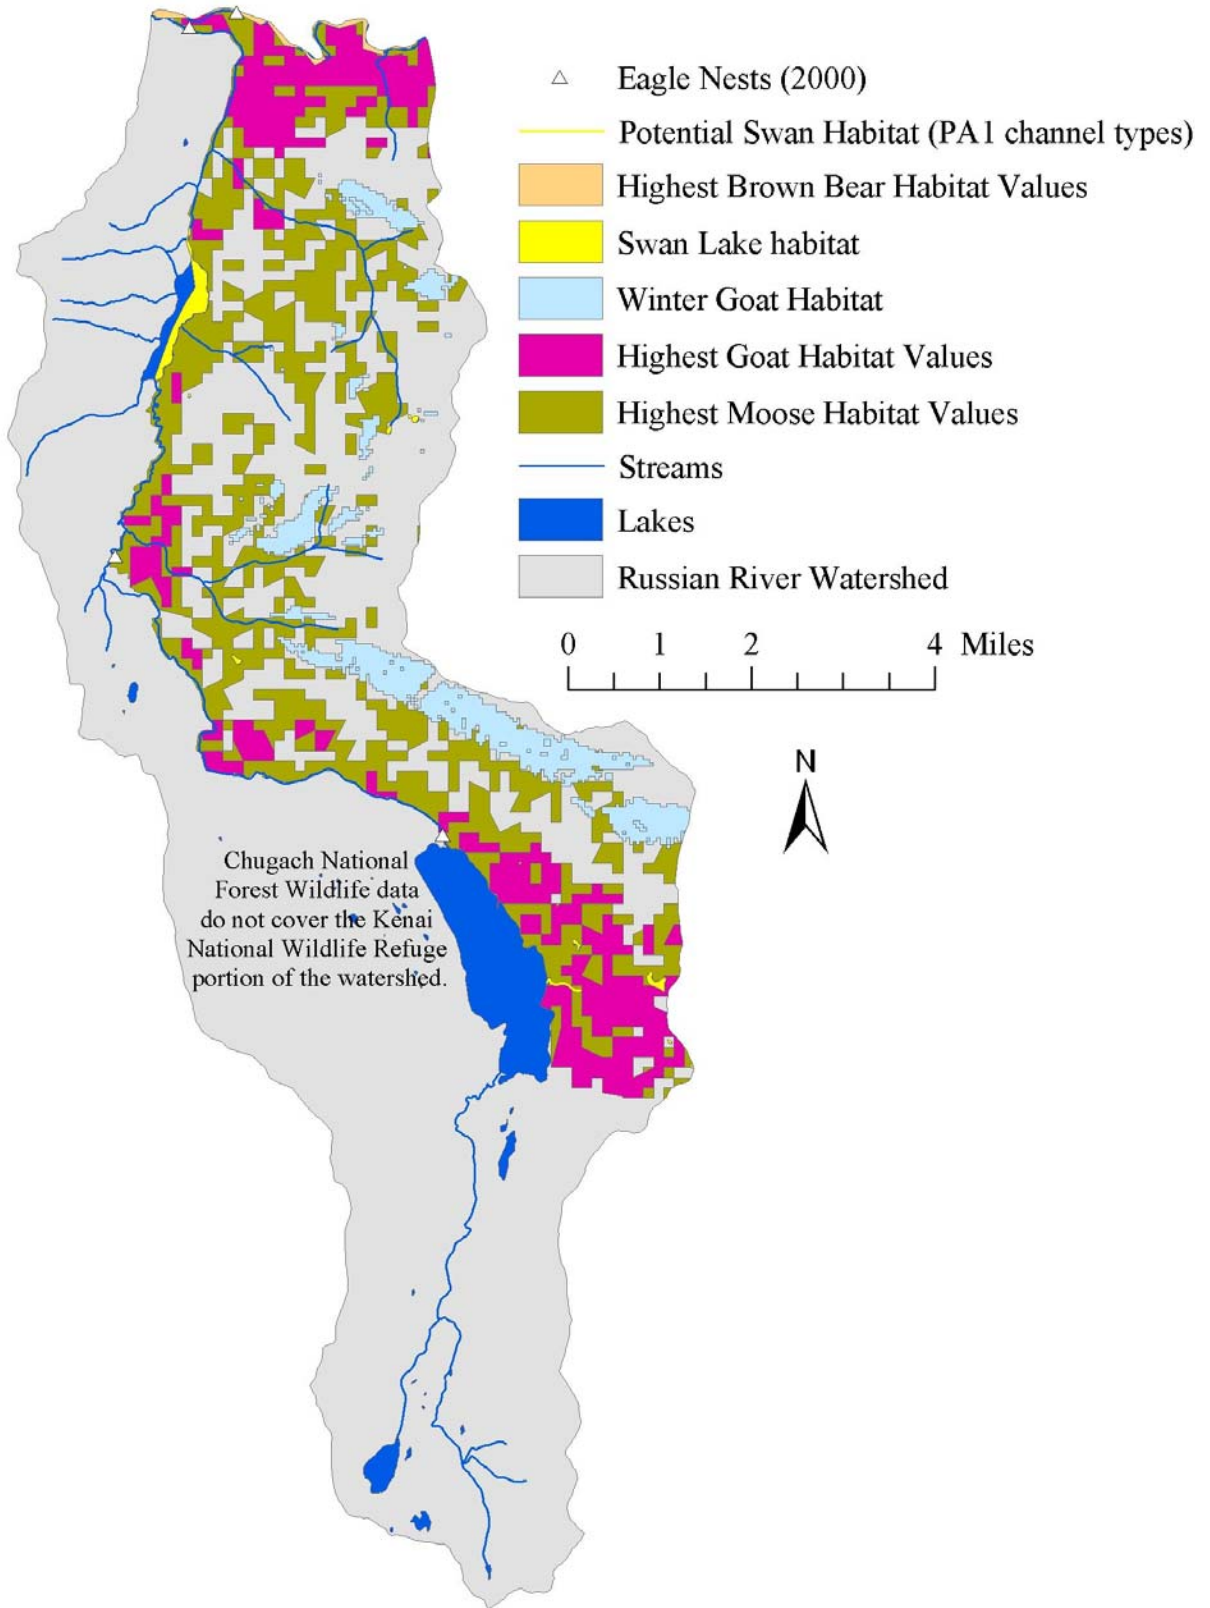 Eagle Nests (2000)
Potential Swan Habitat (PA1 channel types)
Highest Brown Bear Habitat Values
Swan Lake habitat
Winter Goat Habitat
Highest Goat Habitat Values
Highest Moose Habitat Values
Streams
Lakes
Russian River Watershed
0 1 2 4 Miles
N
Chugach National
Forest Wildlife data
do not cover the Kenai
National Wildlife Refuge
portion of the watershed.